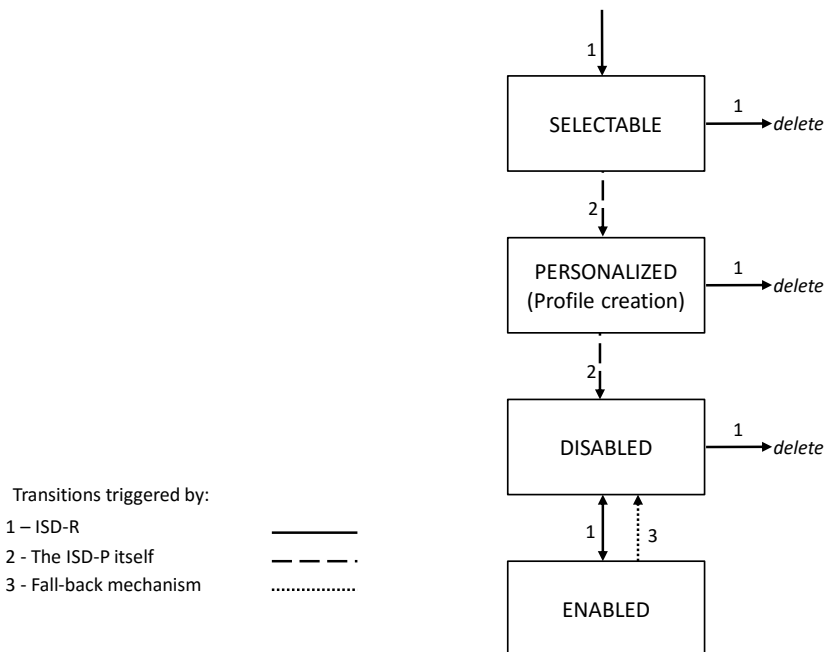 1
SELECTABLE
1
delete
2
PERSONALIZED
(Profile creation)
1
delete
2
DISABLED
1
delete
Transitions triggered by:
1 – ISD-R
2 - The ISD-P itself
3 - Fall-back mechanism
1
3
ENABLED